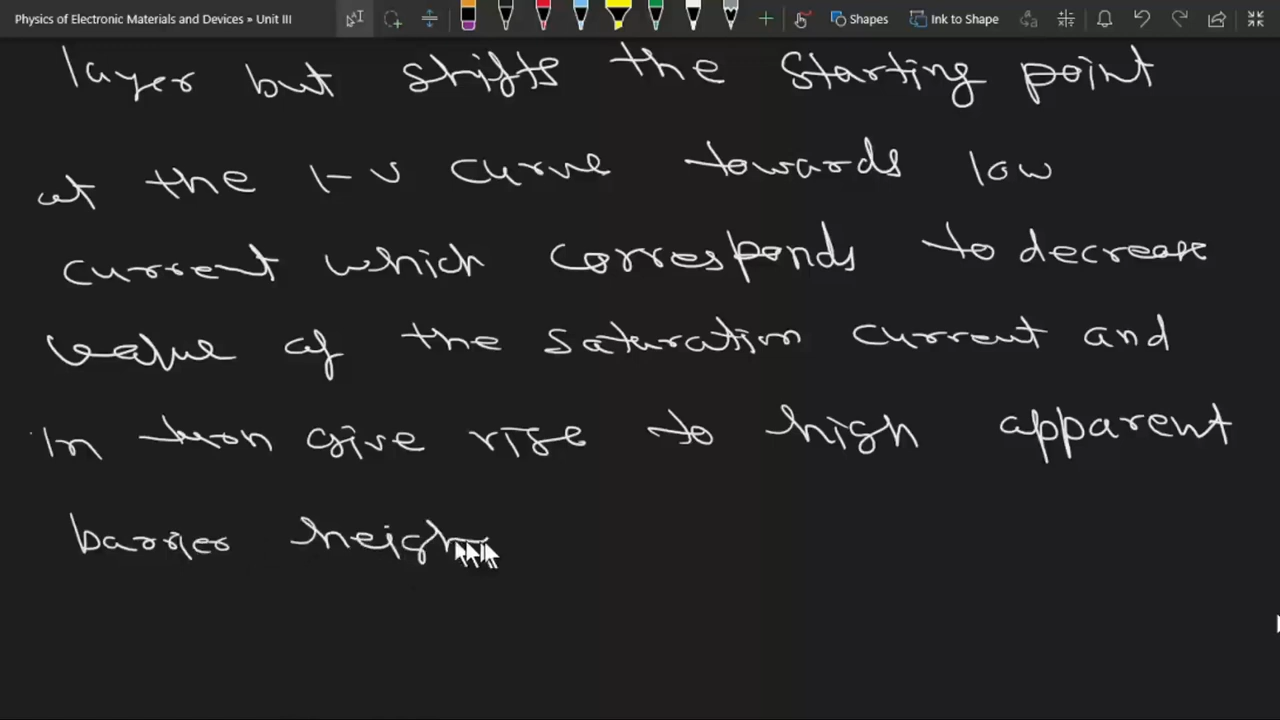 Physics of Electronic Materials and Devices » Unit III
Shapes
Ink to Shape
layer but shifts the starting point
at the I-V curve towards low
current which corresponds to decrease
value of the saturation current and
In turn give rise to high apparent
barrier height